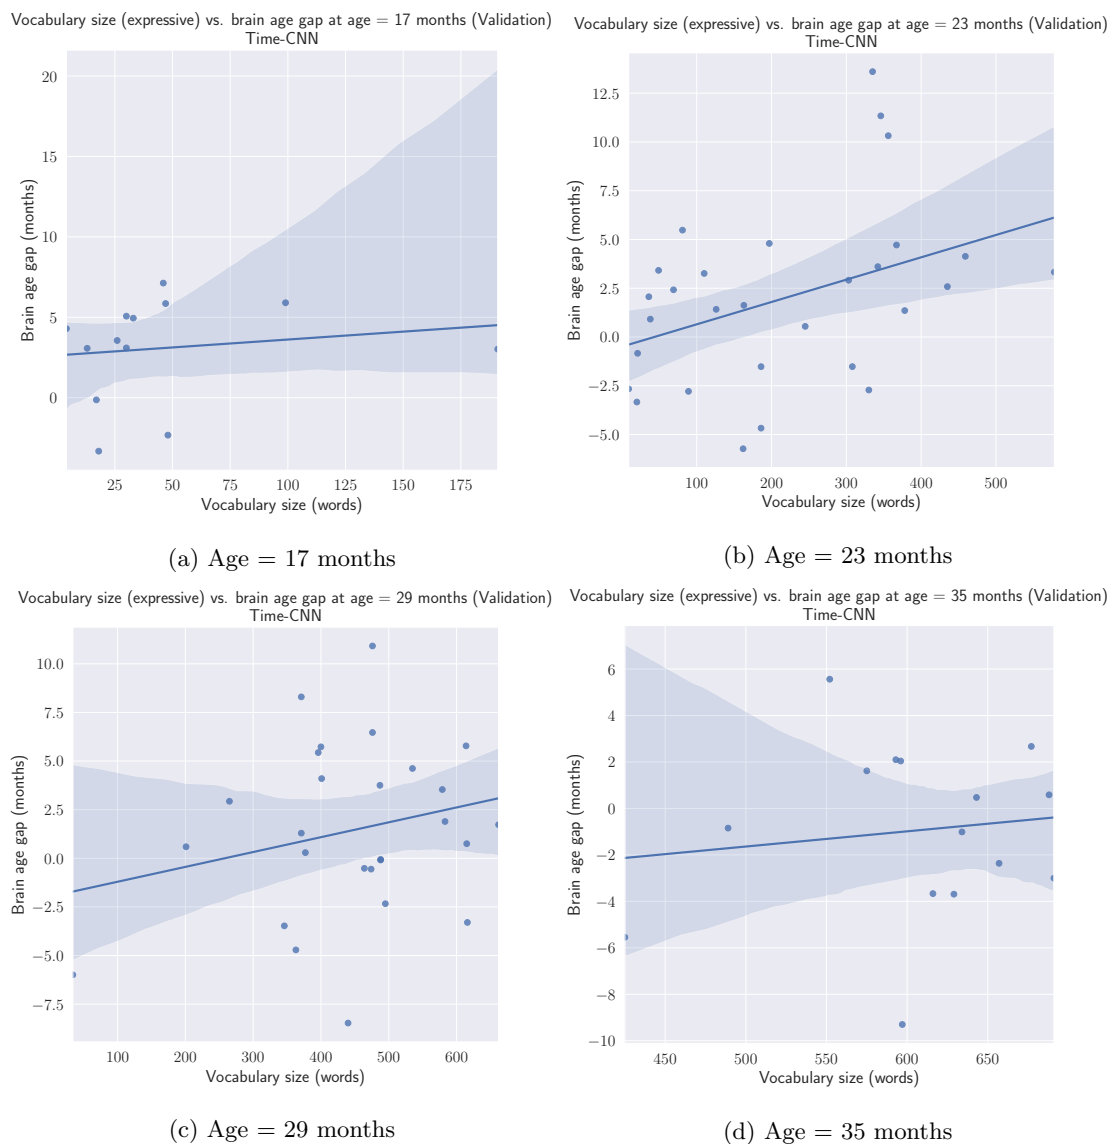 Vocabulary size (expressive) vs. brain age gap at age = 17 months (Validation)
Time-CNN
20
15
10
5
0
Brain age gap (months)
25 50 75 100 125 150 175
Vocabulary size (words)
(a) Age = 17 months
Vocabulary size (expressive) vs. brain age gap at age = 23 months (Validation)
Time-CNN
12.5
10.0
7.5
5.0
2.5
0.0
−2.5
−5.0
Brain age gap (months)
100 200 300 400 500
Vocabulary size (words)
(b) Age = 23 months
Vocabulary size (expressive) vs. brain age gap at age = 29 months (Validation)
Time-CNN
10.0
7.5
5.0
2.5
0.0
−2.5
−5.0
−7.5
Brain age gap (months)
100 200 300 400 500 600
Vocabulary size (words)
(c) Age = 29 months
Vocabulary size (expressive) vs. brain age gap at age = 35 months (Validation)
Time-CNN
6
4
2
0
−2
−4
−6
−8
−10
Brain age gap (months)
450 500 550 600 650
Vocabulary size (words)
(d) Age = 35 months